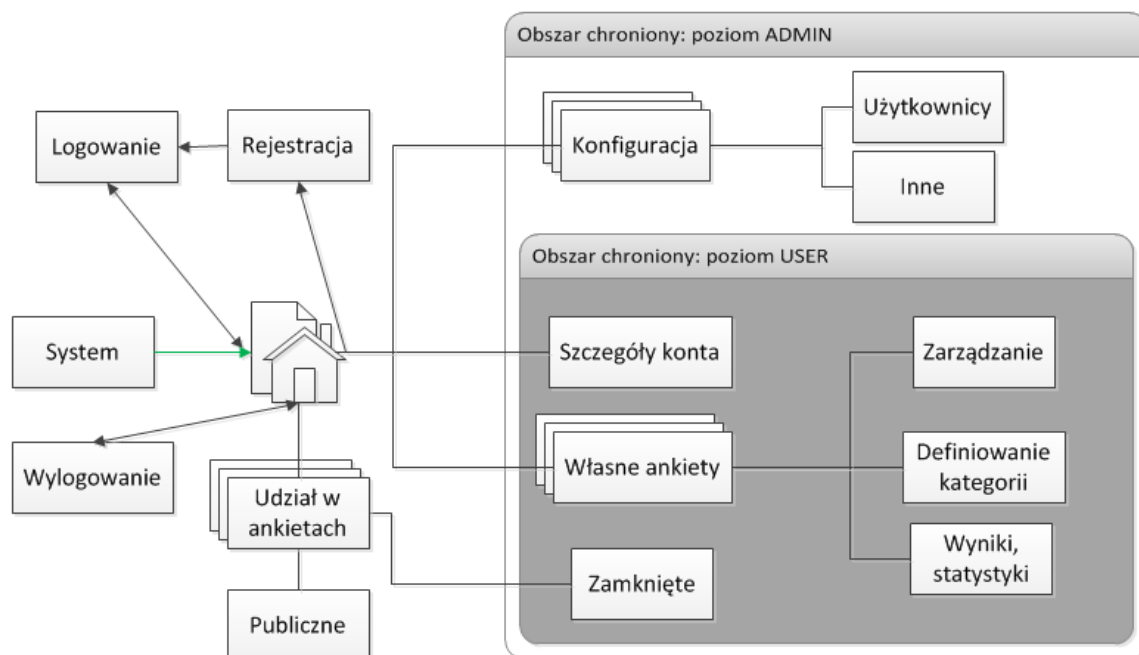 Obszar chroniony: poziom ADMIN
Logowanie
Rejestracja
Konfiguracja
Użytkownicy
Inne
Obszar chroniony: poziom USER
System
Szczegóły konta
Zarządzanie
Wylogowanie
Udział w
ankietach
Własne ankiety
Definiowanie
kategorii
Wyniki,
statystyki
Zamknięte
Publiczne